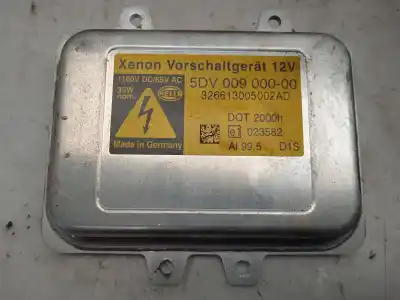 Xenon Vorschaltgerät 12V
1160V DC/85V AC
35W
nom.
HELLA
5DV 009 000-00
326613005002AD
DOT 2000h
e1 023582
AI 99,5 D1S
Made in Germany